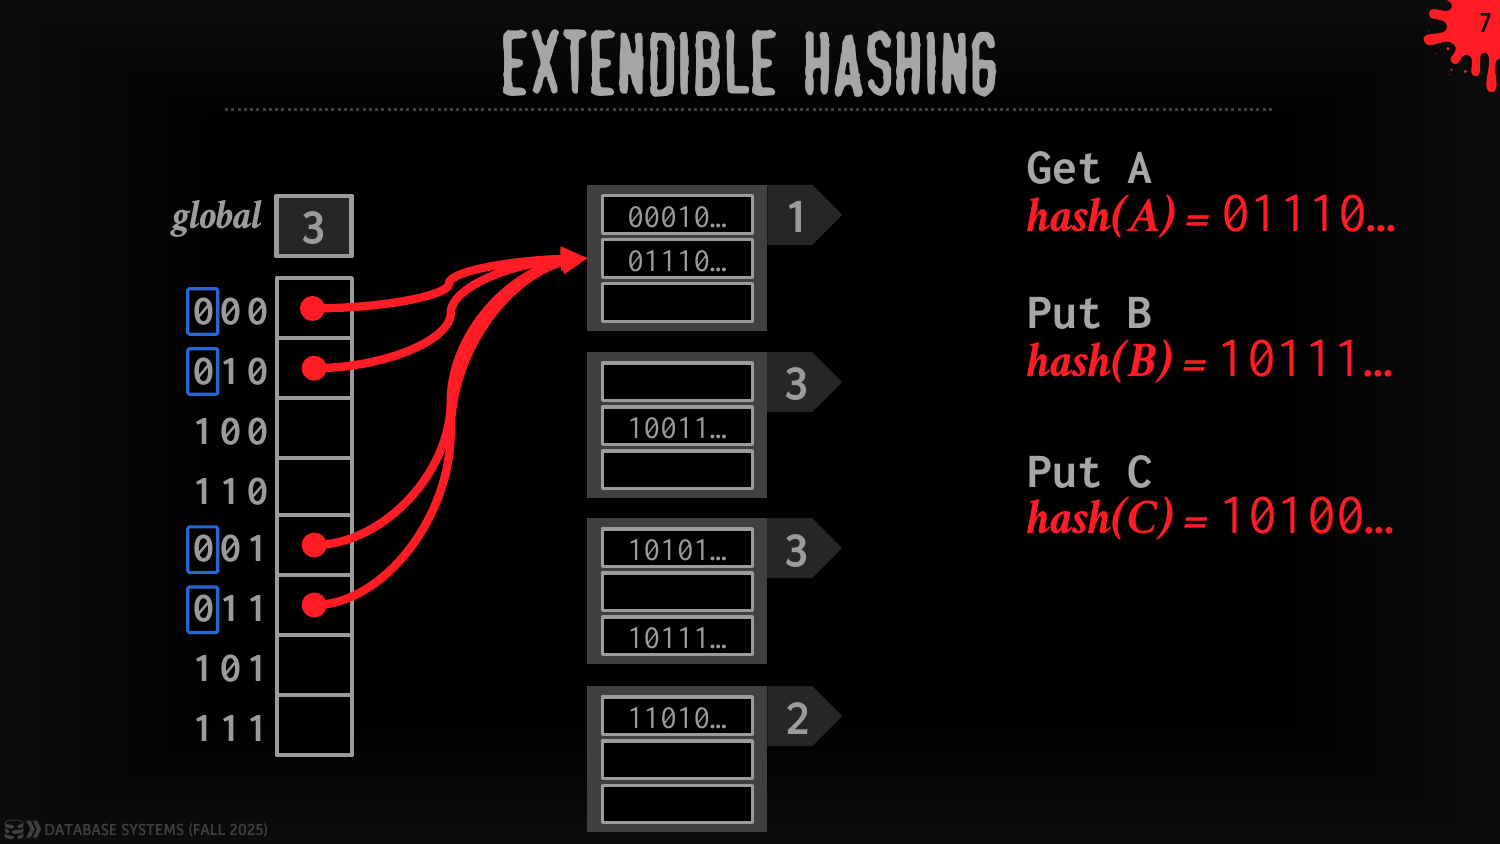 7
EXTENDIBLE HASHING
global 3
000
010
100
110
001
011
101
111
00010… 1
01110…
3
10011…
10101… 3
10111…
11010… 2
Get A
hash(A) = 01110…
Put B
hash(B) = 10111…
Put C
hash(C) = 10100…
DATABASE SYSTEMS (FALL 2025)